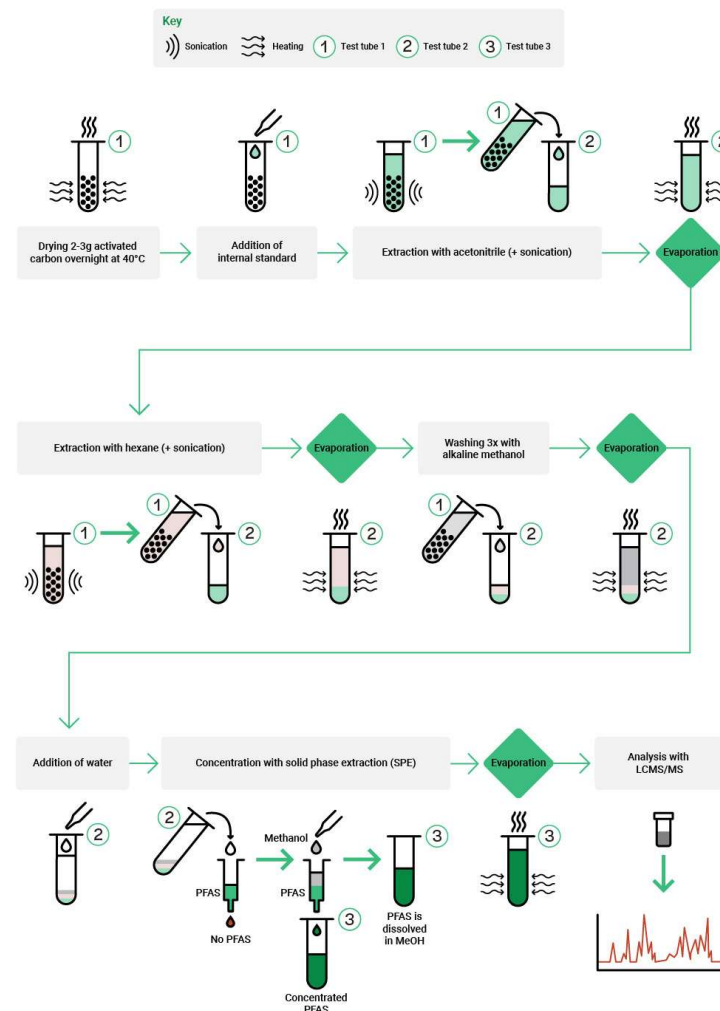 Key
Sonication
Heating
1 Test tube 1
2 Test tube 2
3 Test tube 3
1
1
1
1
2
2
Drying 2-3g activated
carbon overnight at 40°C
Addition of
internal standard
Extraction with acetonitrile (+ sonication)
Evaporation
Extraction with hexane (+ sonication)
Evaporation
Washing 3x with
alkaline methanol
Evaporation
1
1
2
2
1
2
2
Addition of water
Concentration with solid phase extraction (SPE)
Evaporation
Analysis with
LCMS/MS
2
2
Methanol
3
3
PFAS
PFAS
No PFAS
3
PFAS is
dissolved
in MeOH
Concentrated
PFAS